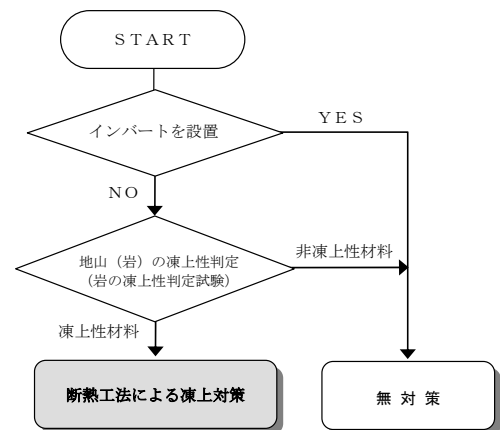 START
インバートを設置
YES
NO
地山（岩）の凍上性判定
（岩の凍上性判定試験）
非凍上性材料
凍上性材料
断熱工法による凍上対策
無 対 策